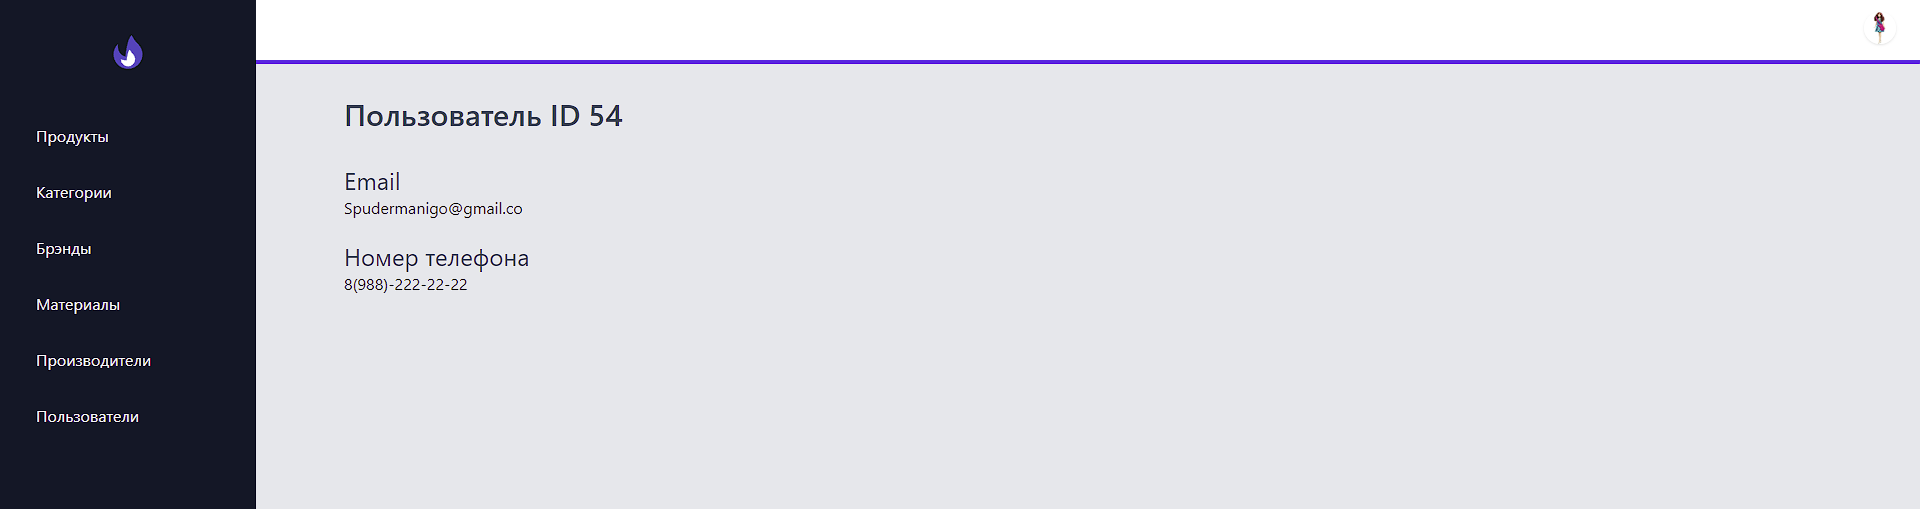 Продукты
Категории
Брэнды
Материалы
Производители
Пользователи
Пользователь ID 54
Email
Spudermanigo@gmail.co
Номер телефона
8(988)-222-22-22